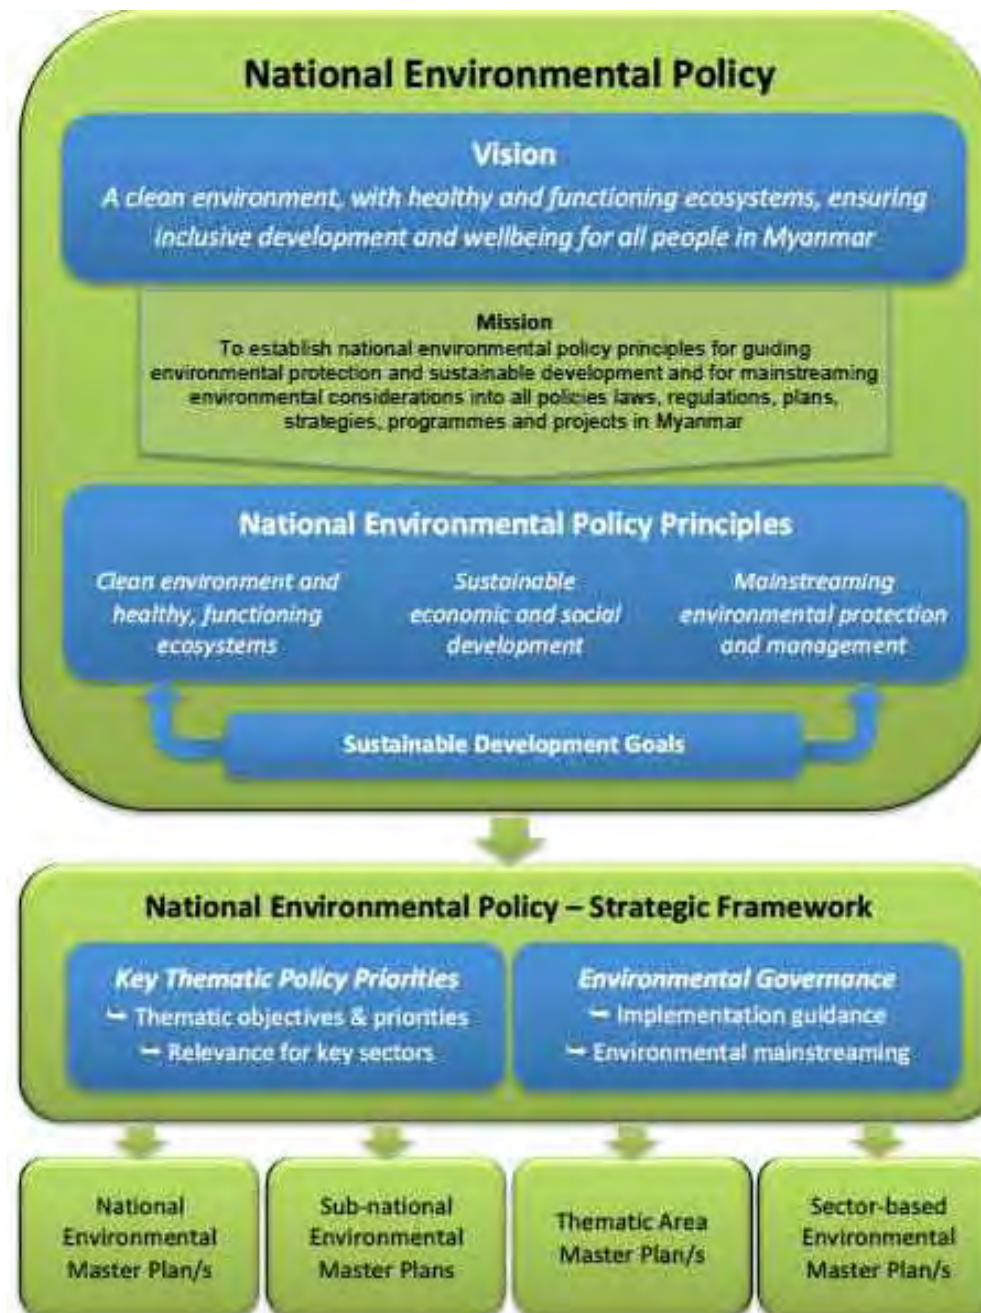 National Environmental Policy
Vision
A clean environment, with healthy and functioning ecosystems, ensuring
inclusive development and wellbeing for all people in Myanmar
Mission
To establish national environmental policy principles for guiding
environmental protection and sustainable development and for mainstreaming
environmental considerations into all policies laws, regulations, plans,
strategies, programmes and projects in Myanmar
National Environmental Policy Principles
Clean environment and
healthy, functioning
ecosystems
Sustainable
economic and social
development
Mainstreaming
environmental protection
and management
Sustainable Development Goals
National Environmental Policy – Strategic Framework
Key Thematic Policy Priorities
Thematic objectives & priorities
Relevance for key sectors
Environmental Governance
Implementation guidance
Environmental mainstreaming
National
Environmental
Master Plan/s
Sub-national
Environmental
Master Plans
Thematic Area
Master Plan/s
Sector-based
Environmental
Master Plan/s